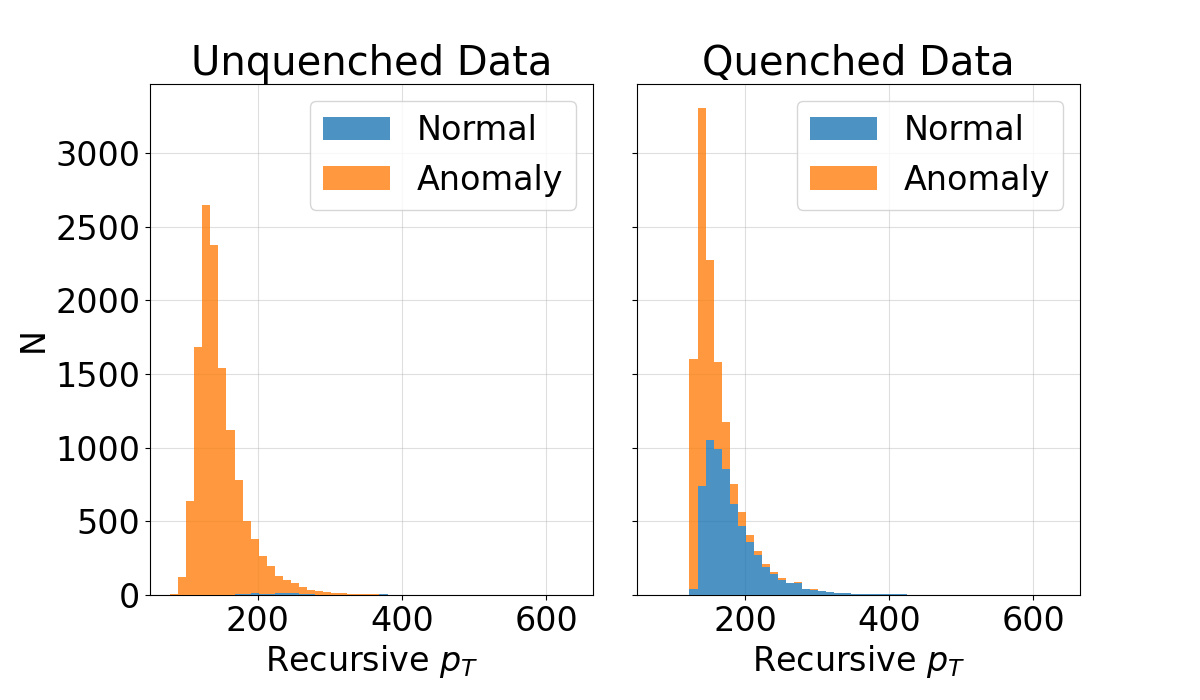 Unquenched Data
Normal
Anomaly
N
3000
2500
2000
1500
1000
500
0
200 400 600
Recursive p_T
Quenched Data
Normal
Anomaly
200 400 600
Recursive p_T